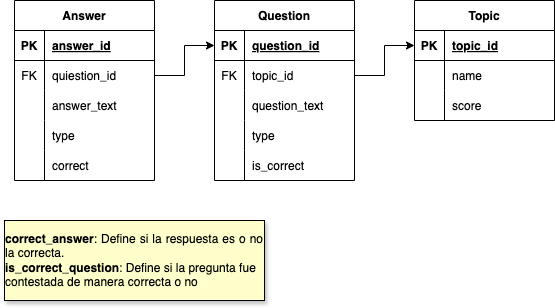 Answer
PK answer_id
FK quiestion_id
answer_text
type
correct
Question
PK question_id
FK topic_id
question_text
type
is_correct
Topic
PK topic_id
name
score
correct_answer: Define si la respuesta es o no
la correcta.
is_correct_question: Define si la pregunta fue
contestada de manera correcta o no